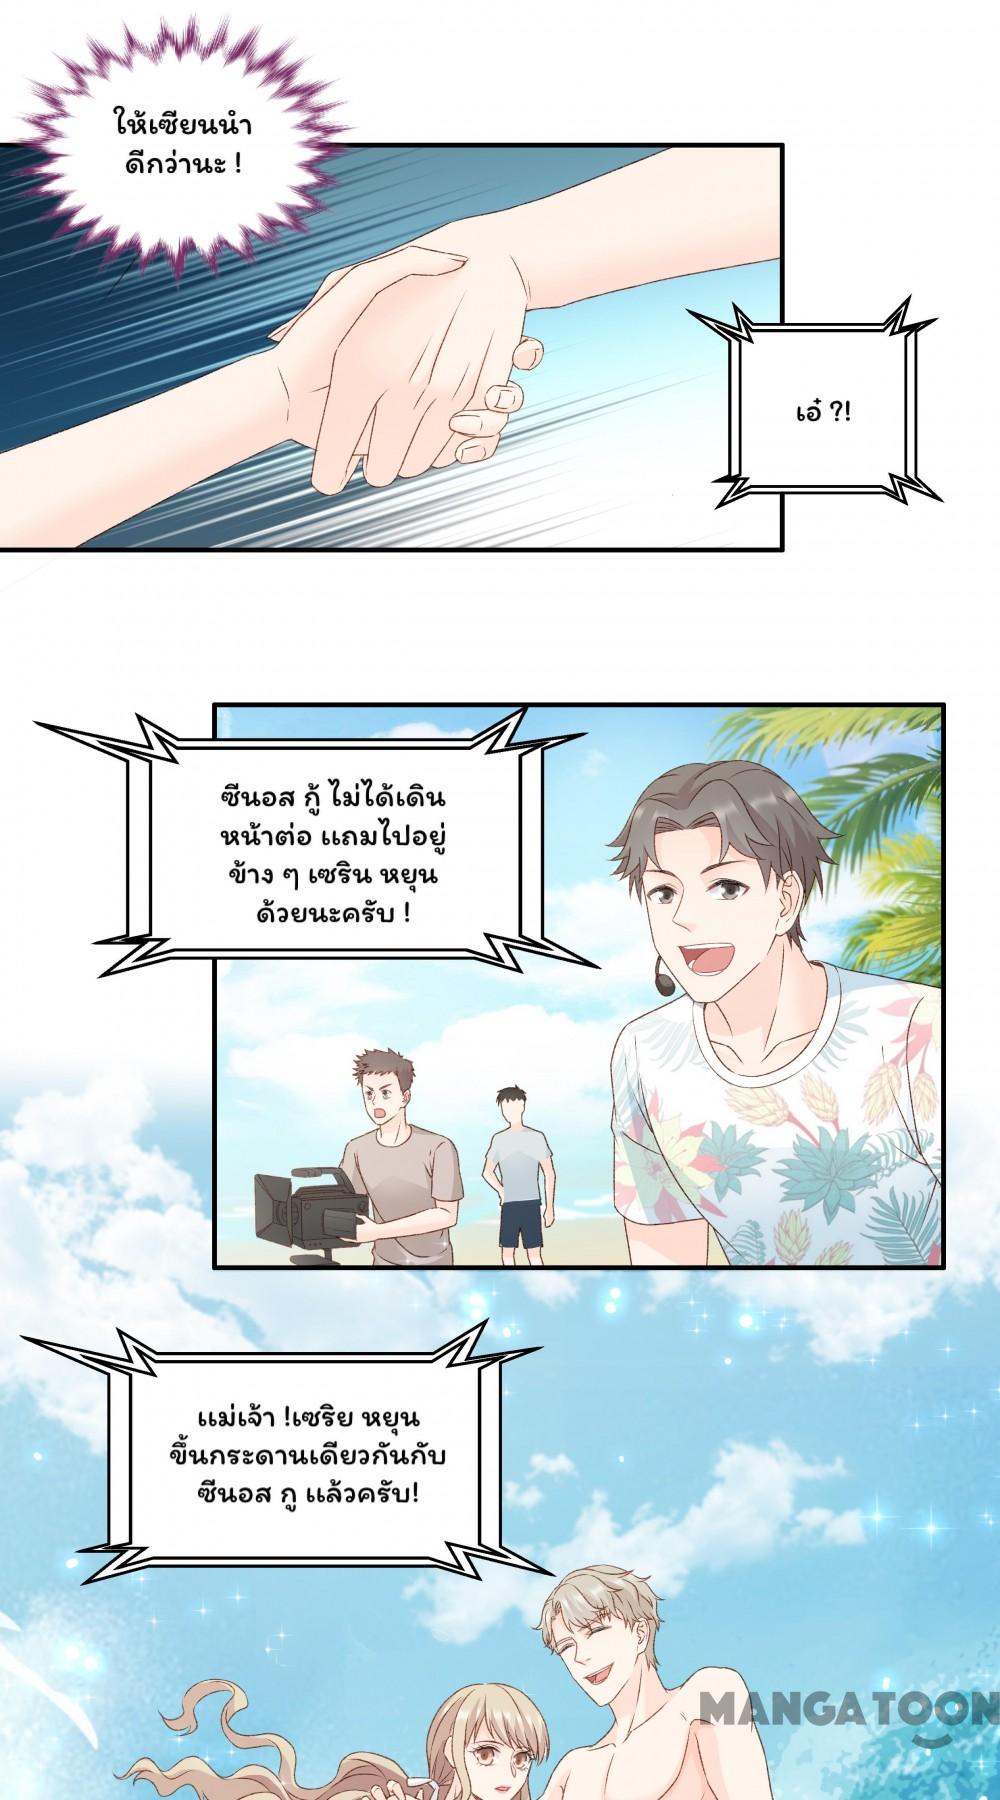 ให้เซียนนำ
ดีกว่านะ !
เอ๋ ?!
ซีนอส กู้ ไม่ได้เดิน
หน้าต่อ แถมไปอยู่
ข้าง ๆ เซริน หยุน
ด้วยนะครับ !
แม่เจ้า !เซริย หยุน
ขึ้นกระดานเดียวกันกับ
ซีนอส กู แล้วครับ!
MANGATOON